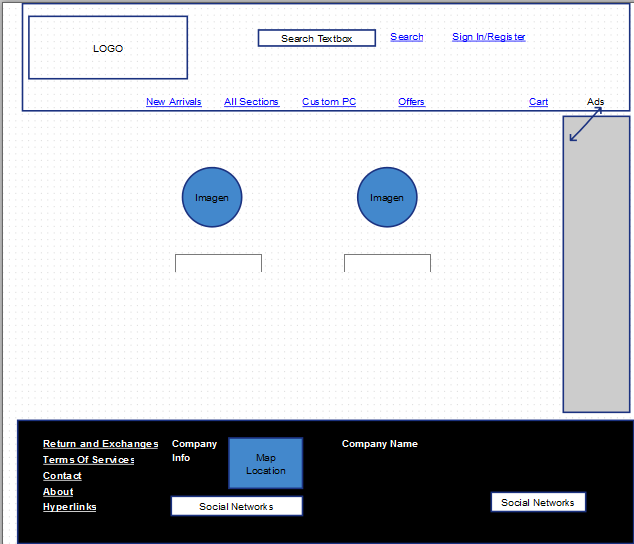 LOGO
Search Textbox
Search
Sign In/Register
New Arrivals
All Sections
Custom PC
Offers
Cart
Ads
Imagen
Imagen
Return and Exchanges
Terms Of Services
Contact
About
Hyperlinks
Company
Info
Map
Location
Social Networks
Company Name
Social Networks